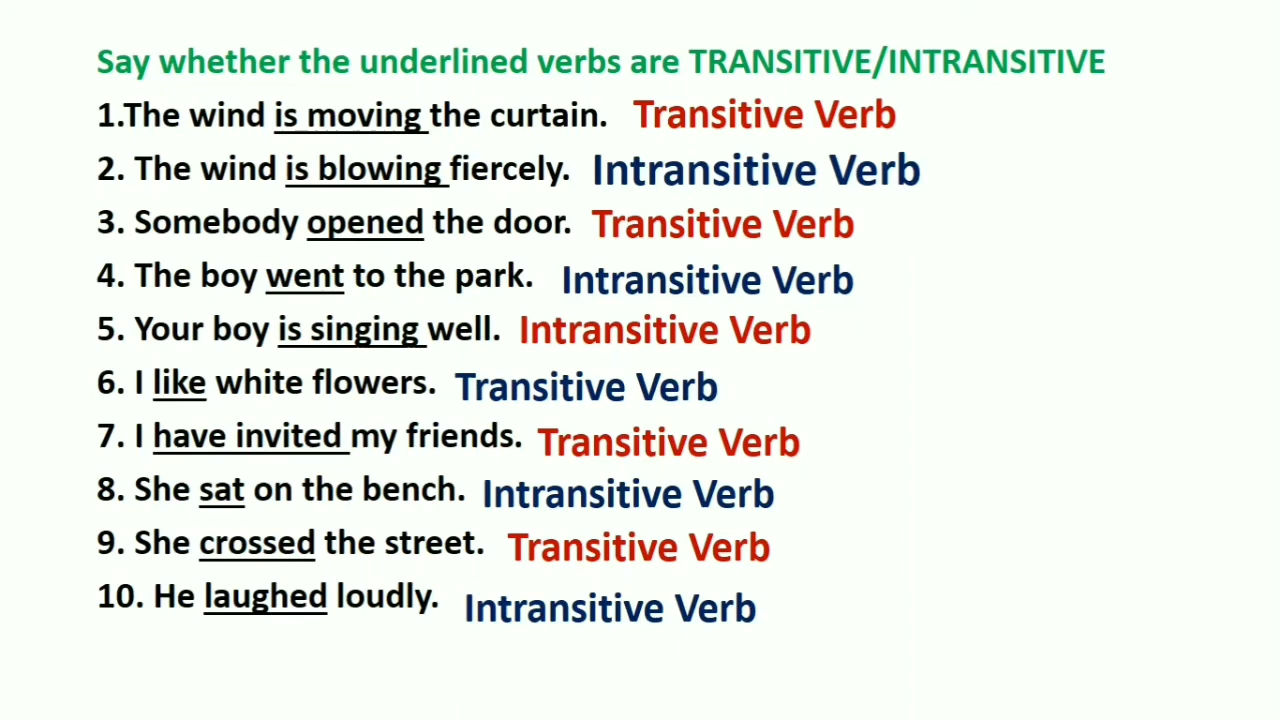 Say whether the underlined verbs are TRANSITIVE/INTRANSITIVE
1.The wind is moving the curtain. Transitive Verb
2. The wind is blowing fiercely. Intransitive Verb
3. Somebody opened the door. Transitive Verb
4. The boy went to the park. Intransitive Verb
5. Your boy is singing well. Intransitive Verb
6. I like white flowers. Transitive Verb
7. I have invited my friends. Transitive Verb
8. She sat on the bench. Intransitive Verb
9. She crossed the street. Transitive Verb
10. He laughed loudly. Intransitive Verb